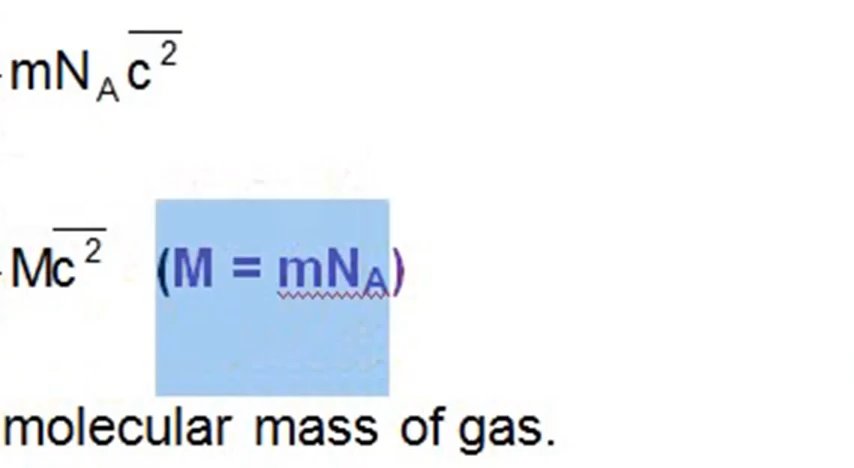 mN_A c̅²
Mc̅² (M = mN_A)
molecular mass of gas.